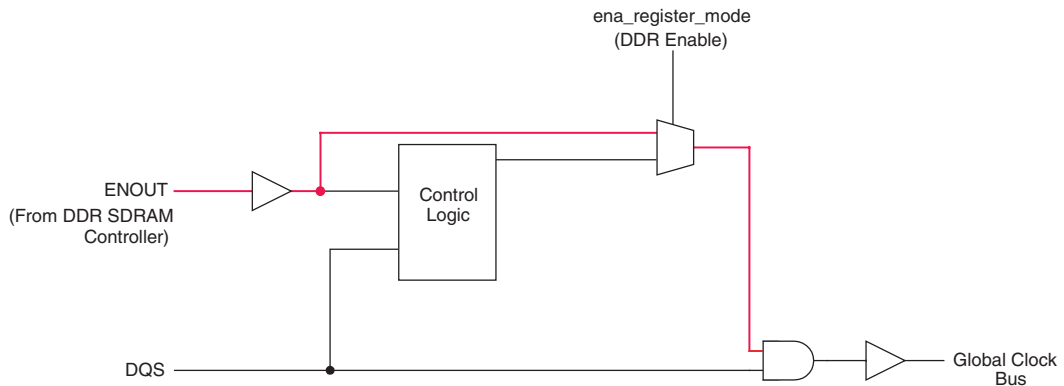 ena_register_mode
(DDR Enable)
Control
Logic
ENOUT
(From DDR SDRAM
Controller)
DQS
Global Clock
Bus